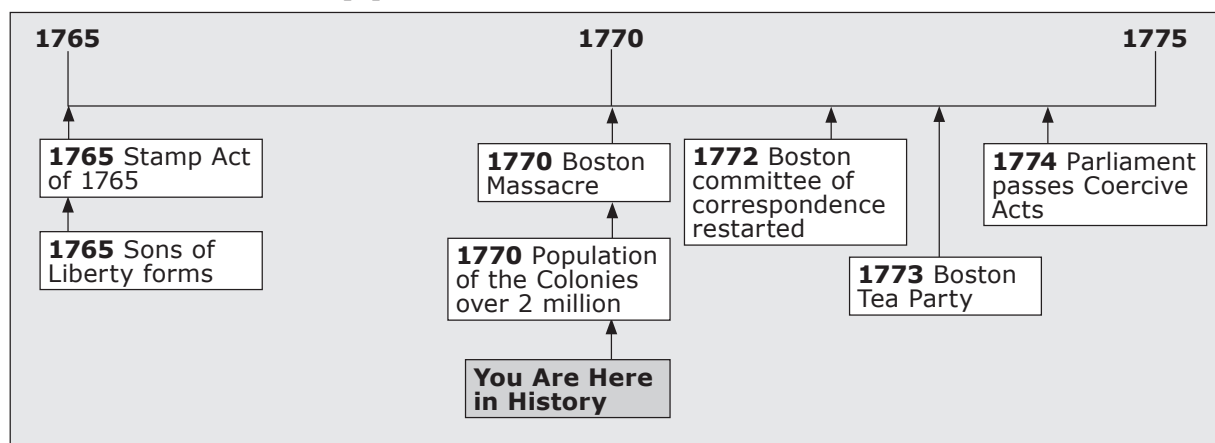 1765
1770
1775
1765 Stamp Act
of 1765
1765 Sons of
Liberty forms
1770 Boston
Massacre
1770 Population
of the Colonies
over 2 million
You Are Here
in History
1772 Boston
committee of
correspondence
restarted
1773 Boston
Tea Party
1774 Parliament
passes Coercive
Acts